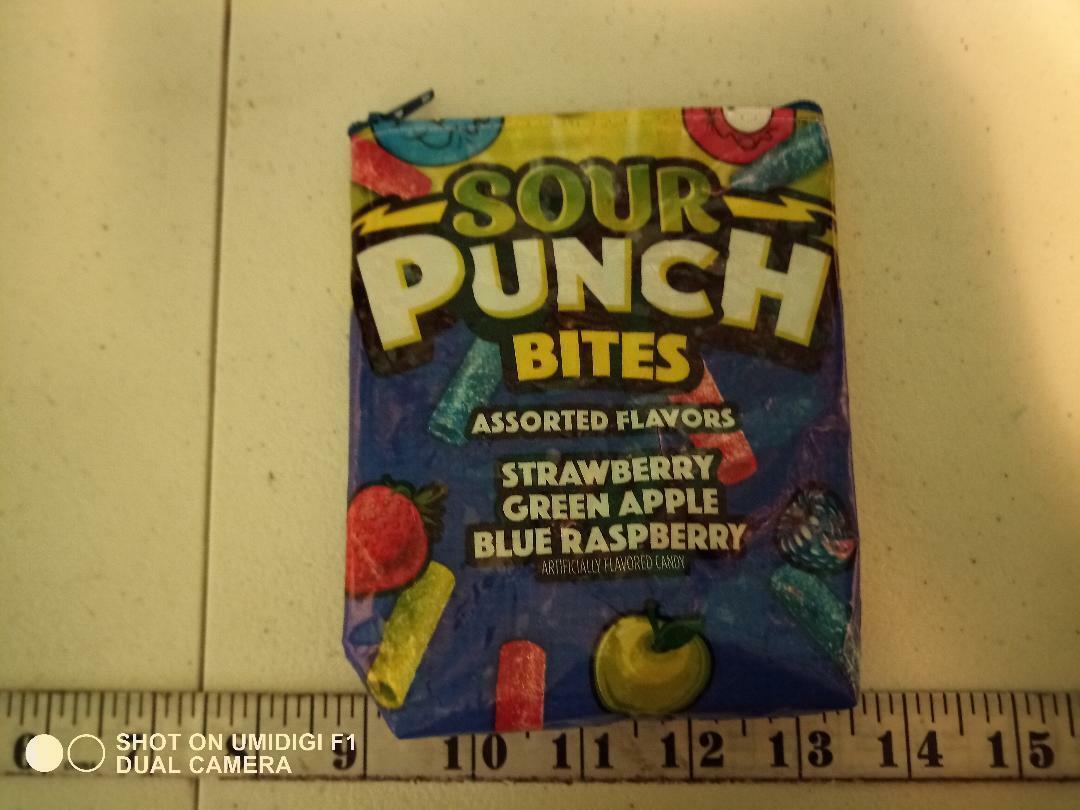 SOUR
PUNCH
BITES
ASSORTED FLAVORS
STRAWBERRY
GREEN APPLE
BLUE RASPBERRY
ARTIFICIALLY FLAVORED CANDY
9 10 11 12 13 14 15
SHOT ON UMIDIGI F1
DUAL CAMERA